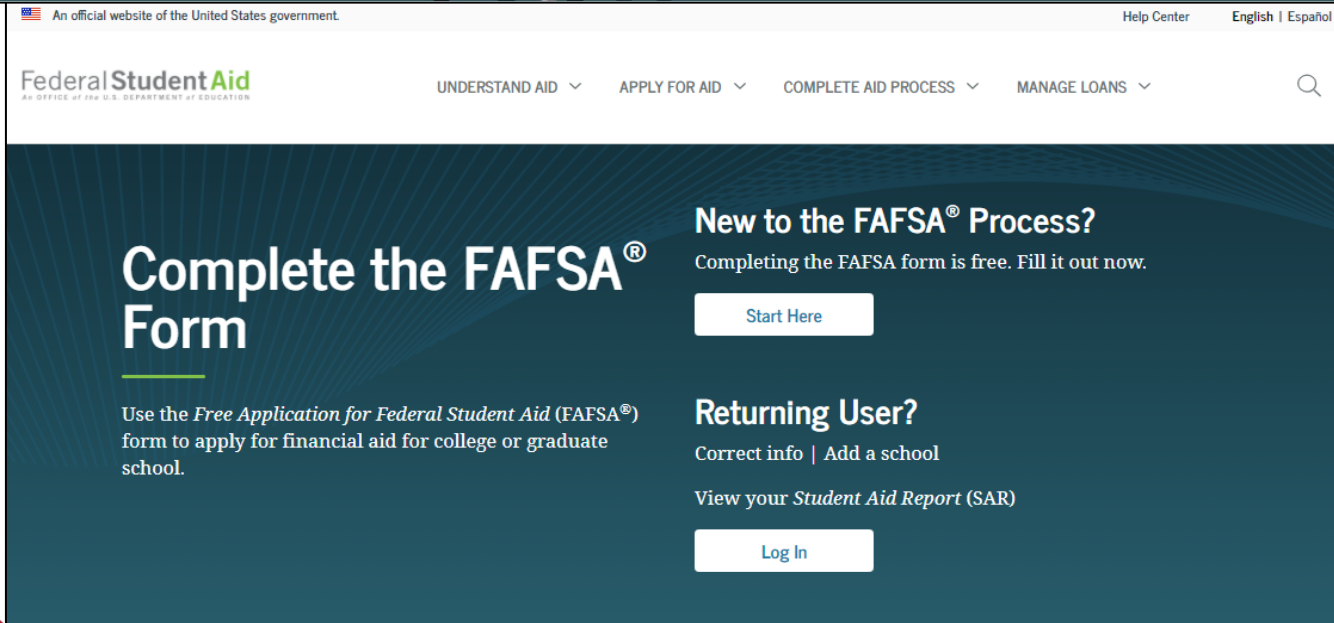 An official website of the United States government.
Help Center English | Español
Federal Student Aid
An OFFICE of the U.S. DEPARTMENT of EDUCATION
UNDERSTAND AID APPLY FOR AID COMPLETE AID PROCESS MANAGE LOANS
Complete the FAFSA®
Form
Use the Free Application for Federal Student Aid (FAFSA®)
form to apply for financial aid for college or graduate
school.
New to the FAFSA® Process?
Completing the FAFSA form is free. Fill it out now.
Start Here
Returning User?
Correct info | Add a school
View your Student Aid Report (SAR)
Log In